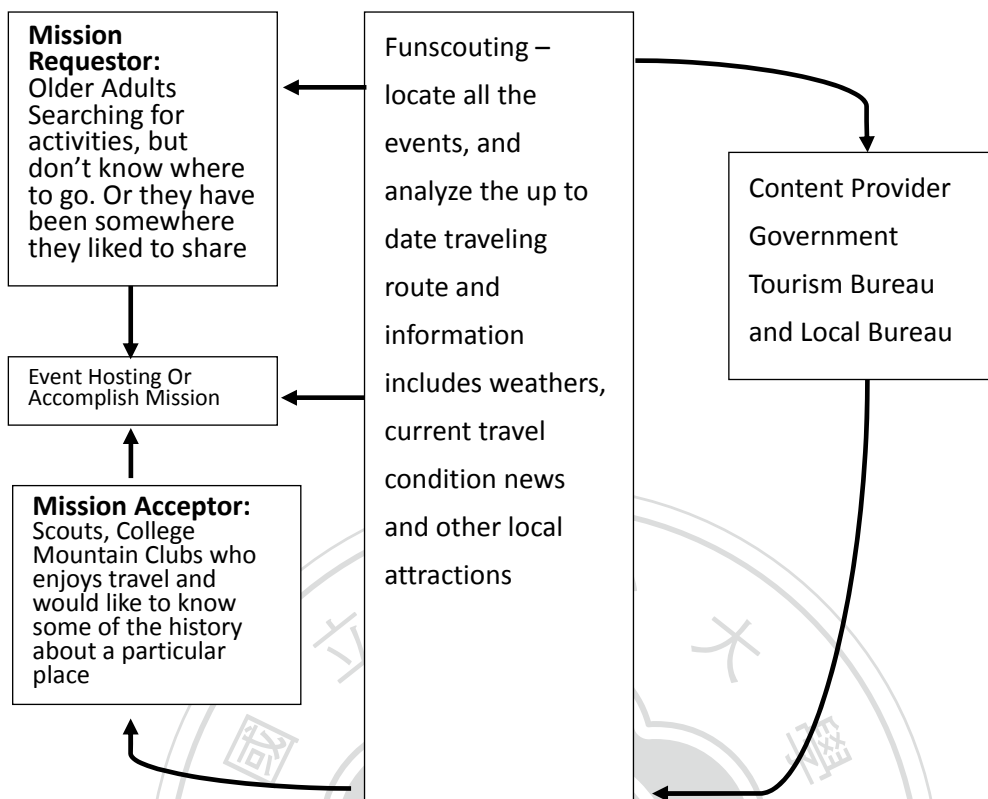 Mission
Requestor:
Older Adults
Searching for
activities, but
don’t know where
to go. Or they have
been somewhere
they liked to share
Event Hosting Or
Accomplish Mission
Mission Acceptor:
Scouts, College
Mountain Clubs who
enjoys travel and
would like to know
some of the history
about a particular
place
Funscouting –
locate all the
events, and
analyze the up to
date traveling
route and
information
includes weathers,
current travel
condition news
and other local
attractions
Content Provider
Government
Tourism Bureau
and Local Bureau
國立
大學